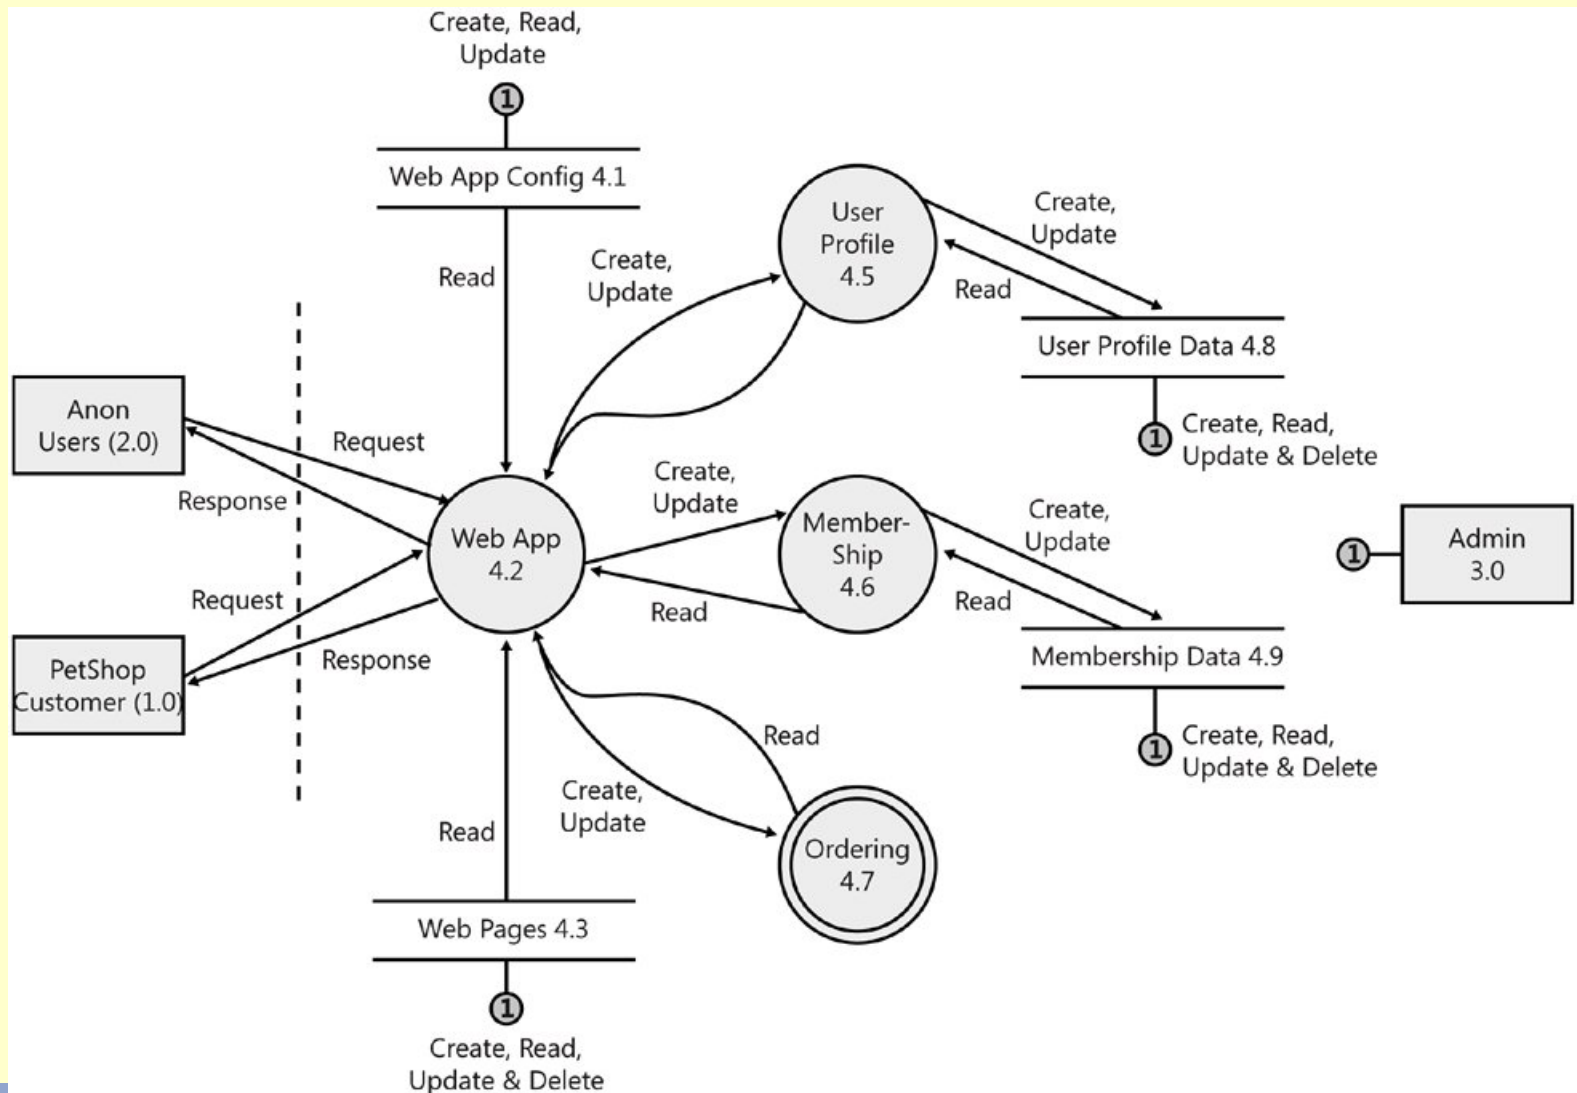 Create, Read,
Update
1
Web App Config 4.1
Read
User
Profile
4.5
Create,
Update
Create,
Update
Read
User Profile Data 4.8
1
Create, Read,
Update & Delete
Anon
Users (2.0)
Request
Response
Web App
4.2
Create,
Update
Read
Member-
Ship
4.6
Create,
Update
Read
Membership Data 4.9
1
Create, Read,
Update & Delete
1
Admin
3.0
Request
Response
PetShop
Customer (1.0)
Read
Create,
Update
Ordering
4.7
Read
Web Pages 4.3
1
Create, Read,
Update & Delete